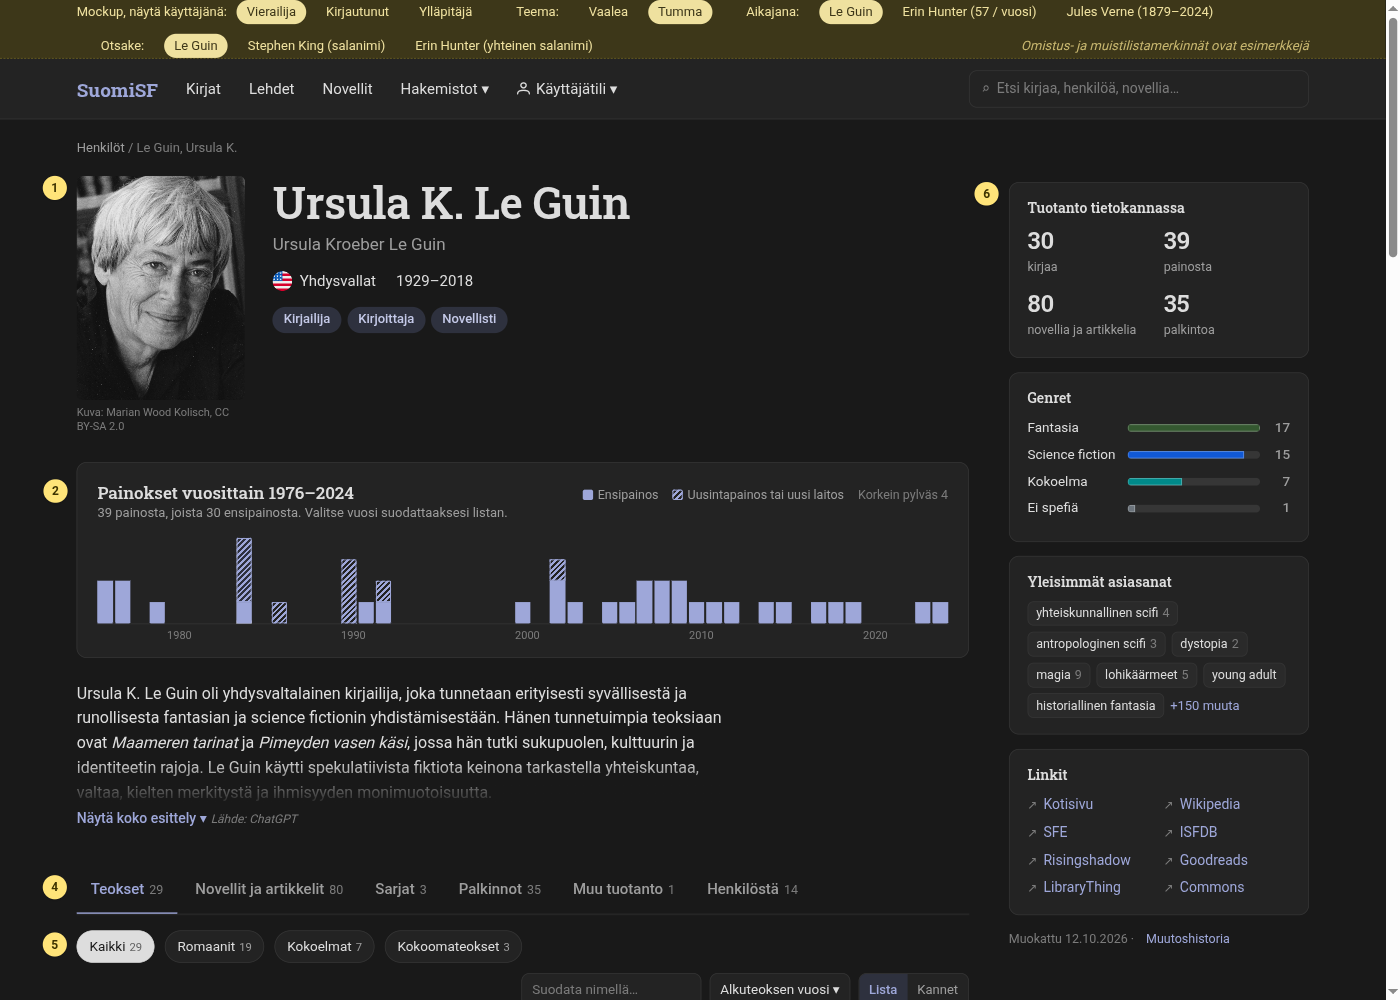 Mockup, näytä käyttäjänä: Vierailija Kirjautunut Ylläpitäjä Teema: Vaalea Tumma Aikajana: Le Guin Erin Hunter (57 / vuosi) Jules Verne (1879–2024)
Otsake: Le Guin Stephen King (salanimi) Erin Hunter (yhteinen salanimi) Omistus- ja muistilistamerkinnät ovat esimerkkejä
SuomiSF Kirjat Lehdet Novellit Hakemistot ▾ Käyttäjätili ▾ Etsi kirjaa, henkilöä, novellia…
Henkilöt / Le Guin, Ursula K.
1
Ursula K. Le Guin
Ursula Kroeber Le Guin
Yhdysvallat 1929–2018
Kirjailija Kirjoittaja Novellisti
Kuva: Marian Wood Kolisch, CC
BY-SA 2.0
2
Painokset vuosittain 1976–2024
Ensipainos Uusintapainos tai uusi laitos Korkein pylväs 4
39 painosta, joista 30 ensipainosta. Valitse vuosi suodattaaksesi listan.
1980 1990 2000 2010 2020
Ursula K. Le Guin oli yhdysvaltalainen kirjailija, joka tunnetaan erityisesti syvällisestä ja
runollisesta fantasian ja science fictionin yhdistämisestään. Hänen tunnetuimpia teoksiaan
ovat Maameren tarinat ja Pimeyden vasen käsi, jossa hän tutki sukupuolen, kulttuurin ja
identiteetin rajoja. Le Guin käytti spekulatiivista fiktiota keinona tarkastella yhteiskuntaa,
valtaa, kielten merkitystä ja ihmisyyden monimuotoisuutta.
Näytä koko esittely ▾ Lähde: ChatGPT
4
Teokset 29 Novellit ja artikkelit 80 Sarjat 3 Palkinnot 35 Muu tuotanto 1 Henkilöstä 14
5
Kaikki 29 Romaanit 19 Kokoelmat 7 Kokoomateokset 3
Suodata nimellä… Alkuteoksen vuosi ▾ Lista Kannet
6
Tuotanto tietokannassa
30 39
kirjaa painosta
80 35
novellia ja artikkelia palkintoa
Genret
Fantasia 17
Science fiction 15
Kokoelma 7
Ei spefiä 1
Yleisimmät asiasanat
yhteiskunnallinen scifi 4
antropologinen scifi 3 dystopia 2
magia 9 lohikäärmeet 5 young adult
historiallinen fantasia +150 muuta
Linkit
↗ Kotisivu ↗ Wikipedia
↗ SFE ↗ ISFDB
↗ Risingshadow ↗ Goodreads
↗ LibraryThing ↗ Commons
Muokattu 12.10.2026 · Muutoshistoria